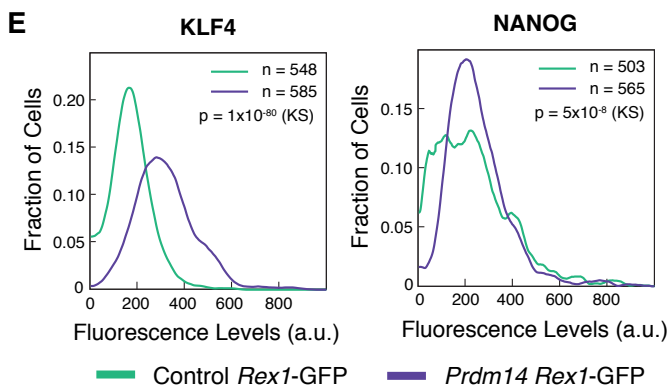 E
KLF4
n = 548
n = 585
p = 1x10⁻⁸⁰ (KS)
0.20
0.15
0.10
0.05
0
Fraction of Cells
0 200 400 600 800
Fluorescence Levels (a.u.)
NANOG
n = 503
n = 565
p = 5x10⁻⁸ (KS)
0.15
0.10
0.05
0
Fraction of Cells
0 200 400 600 800
Fluorescence Levels (a.u.)
Control Rex1-GFP
Prdm14 Rex1-GFP